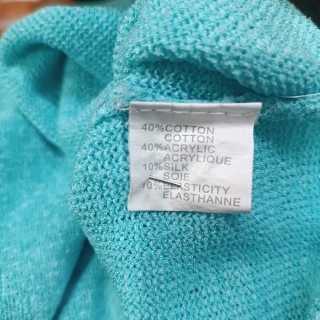 40%COTTON
COTTON
40%ACRYLIC
ACRYLIQUE
10%SILK
SOIE
10%ELASTICITY
ELASTHANNE